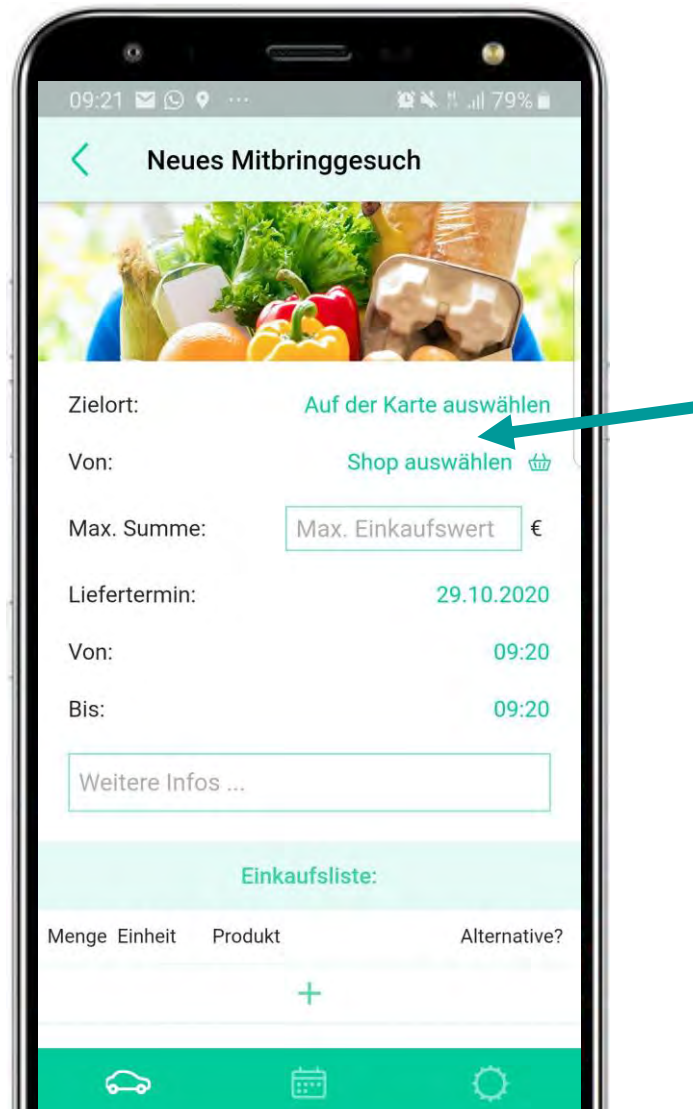 09:21 ... 79%
Neues Mitbringgesuch
Zielort: Auf der Karte auswählen
Von: Shop auswählen
Max. Summe: Max. Einkaufswert €
Liefertermin: 29.10.2020
Von: 09:20
Bis: 09:20
Weitere Infos ...
Einkaufsliste:
Menge Einheit Produkt Alternative?
+